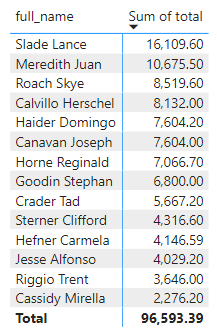 full_name Sum of total
Slade Lance 16,109.60
Meredith Juan 10,675.50
Roach Skye 8,519.60
Calvillo Herschel 8,132.00
Haider Domingo 7,604.20
Canavan Joseph 7,604.00
Horne Reginald 7,066.70
Goodin Stephan 6,800.00
Crader Tad 5,667.20
Sterner Clifford 4,316.60
Hefner Carmela 4,146.59
Jesse Alfonso 4,029.20
Riggio Trent 3,646.00
Cassidy Mirella 2,276.20
Total 96,593.39